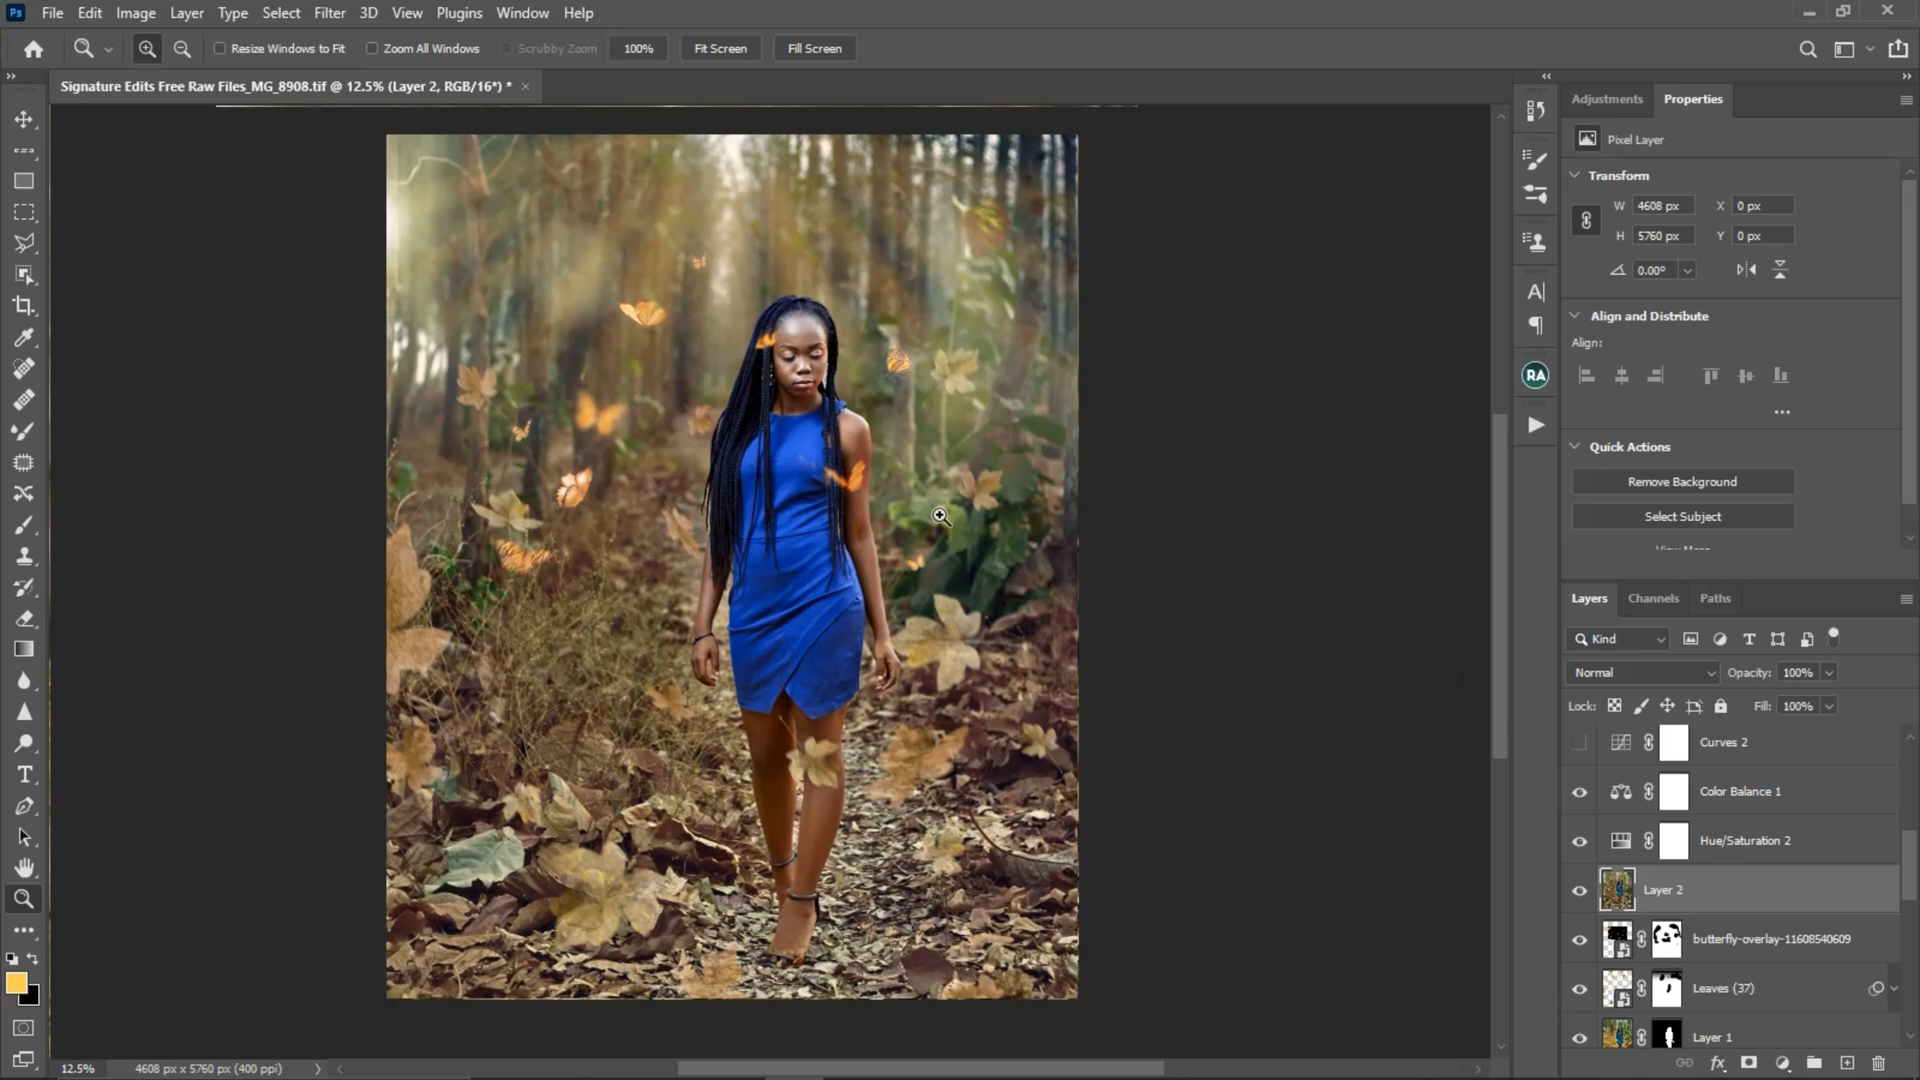 Ps File Edit Image Layer Type Select Filter 3D View Plugins Window Help
Resize Windows to Fit Zoom All Windows Scrubby Zoom 100% Fit Screen Fill Screen
Signature Edits Free Raw Files_MG_8908.tif @ 12.5% (Layer 2, RGB/16*) * ×
Adjustments Properties
Pixel Layer
Transform
W 4608 px X 0 px
H 5760 px Y 0 px
0.00°
Align and Distribute
Align:
Quick Actions
Remove Background
Select Subject
View More
RA
Layers Channels Paths
Kind
Normal Opacity: 100%
Lock: Fill: 100%
Curves 2
Color Balance 1
Hue/Saturation 2
Layer 2
butterfly-overlay-11608540609
Leaves (37)
Layer 1
12.5% 4608 px x 5760 px (400 ppi)